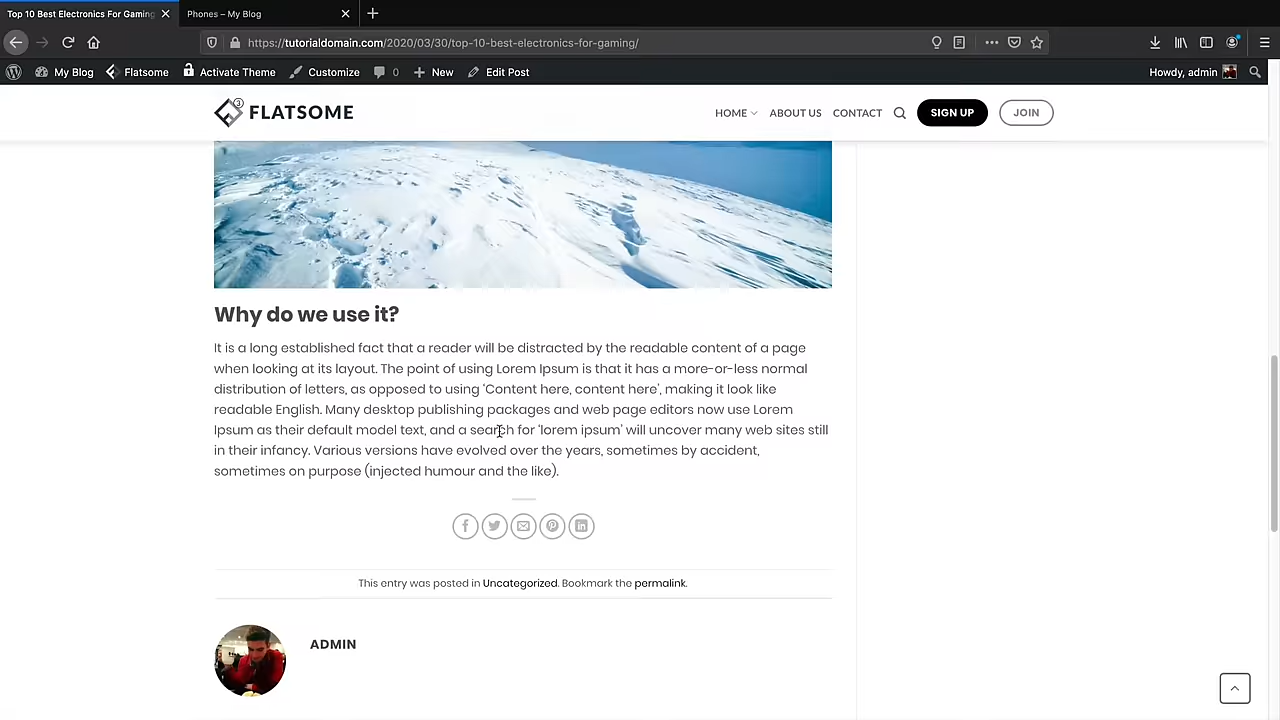 Top 10 Best Electronics For Gaming
Phones – My Blog
https://tutorialdomain.com/2020/03/30/top-10-best-electronics-for-gaming/
My Blog Flatsome Activate Theme Customize 0 New Edit Post Howdy, admin
3 FLATSOME HOME ABOUT US CONTACT SIGN UP JOIN
Why do we use it?
It is a long established fact that a reader will be distracted by the readable content of a page
when looking at its layout. The point of using Lorem Ipsum is that it has a more-or-less normal
distribution of letters, as opposed to using ‘Content here, content here’, making it look like
readable English. Many desktop publishing packages and web page editors now use Lorem
Ipsum as their default model text, and a search for ‘lorem ipsum’ will uncover many web sites still
in their infancy. Various versions have evolved over the years, sometimes by accident,
sometimes on purpose (injected humour and the like).
This entry was posted in Uncategorized. Bookmark the permalink.
ADMIN